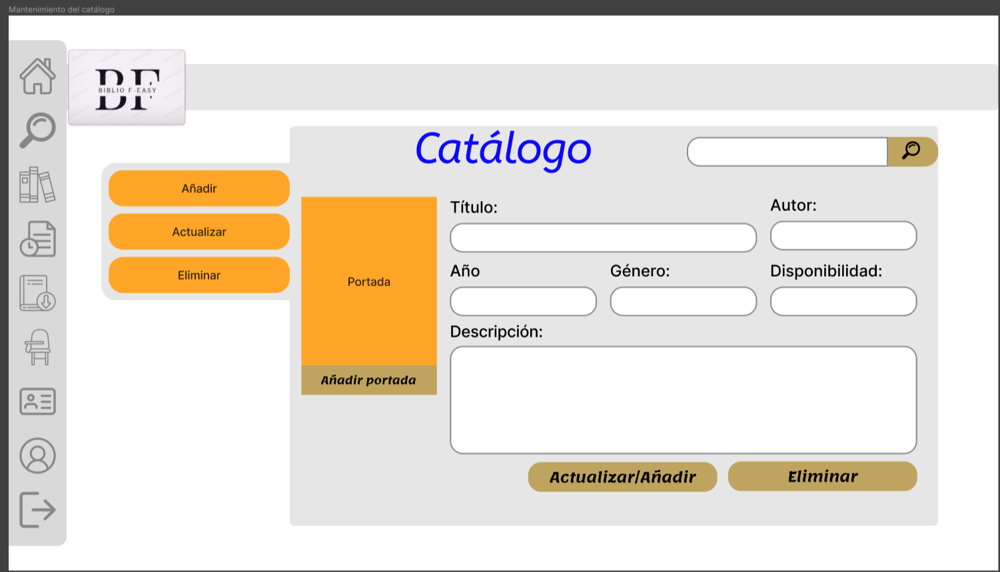 Mantenimiento del catálogo
BF
BIBLIO F-EASY
Catálogo
Añadir
Actualizar
Eliminar
Portada
Añadir portada
Título:
Autor:
Año
Género:
Disponibilidad:
Descripción:
Actualizar/Añadir
Eliminar